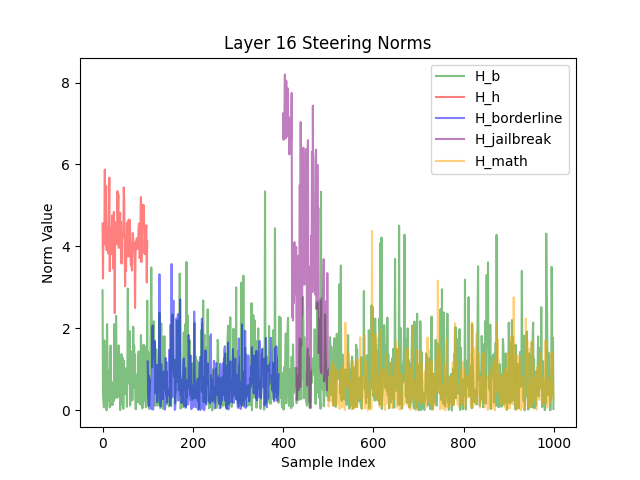 Layer 16 Steering Norms
Norm Value
8
6
4
2
0
H_b
H_h
H_borderline
H_jailbreak
H_math
0
200
400
600
800
1000
Sample Index